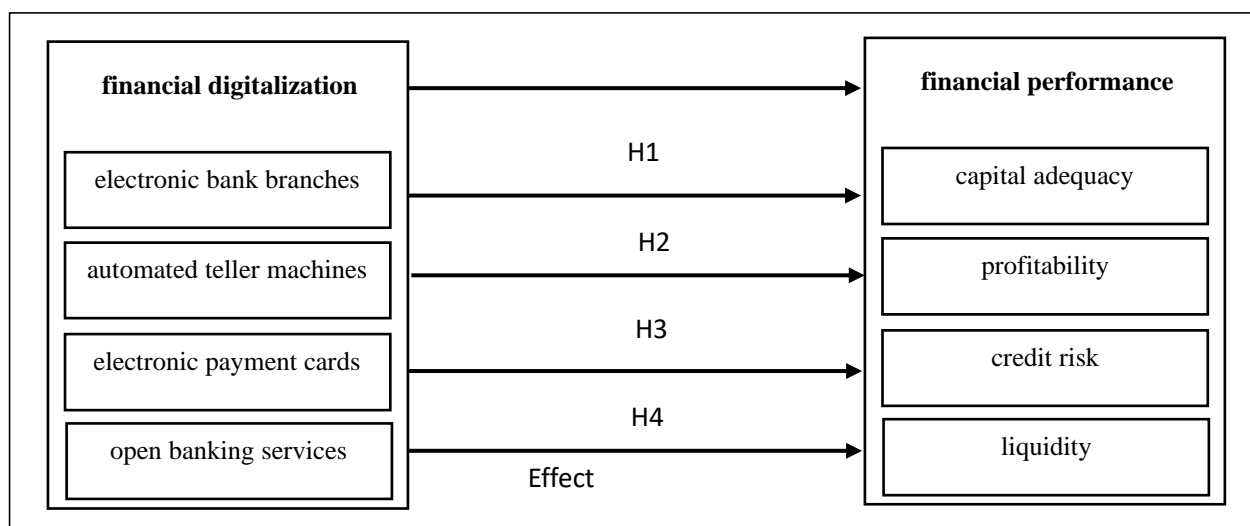 financial digitalization
financial performance
H1
electronic bank branches
capital adequacy
H2
automated teller machines
profitability
H3
electronic payment cards
credit risk
H4
open banking services
liquidity
Effect